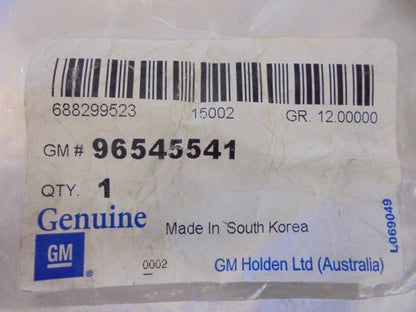 688299523 15002 GR. 12.00000
GM # 96545541
QTY. 1
Genuine
Made In South Korea
GM ®
0002
GM Holden Ltd (Australia)
L069049